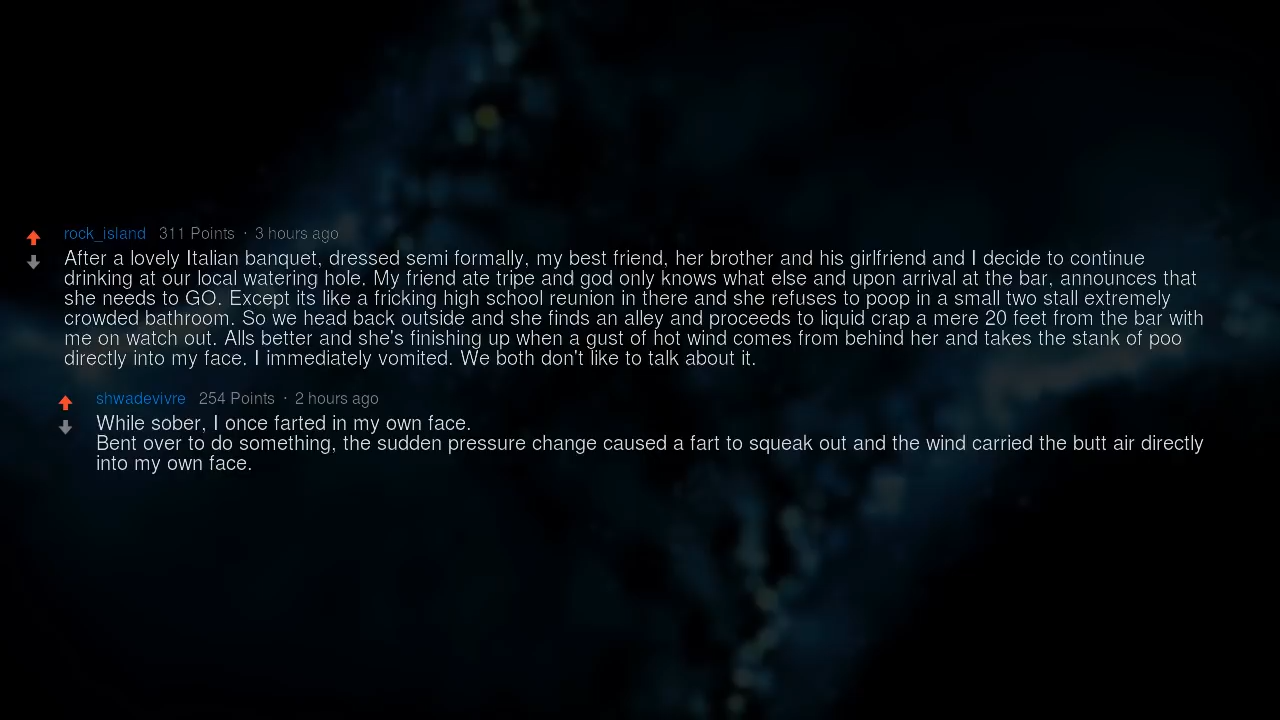 rock_island 311 Points · 3 hours ago
After a lovely Italian banquet, dressed semi formally, my best friend, her brother and his girlfriend and I decide to continue
drinking at our local watering hole. My friend ate tripe and god only knows what else and upon arrival at the bar, announces that
she needs to GO. Except its like a fricking high school reunion in there and she refuses to poop in a small two stall extremely
crowded bathroom. So we head back outside and she finds an alley and proceeds to liquid crap a mere 20 feet from the bar with
me on watch out. Alls better and she's finishing up when a gust of hot wind comes from behind her and takes the stank of poo
directly into my face. I immediately vomited. We both don't like to talk about it.
shwadevivre 254 Points · 2 hours ago
While sober, I once farted in my own face.
Bent over to do something, the sudden pressure change caused a fart to squeak out and the wind carried the butt air directly
into my own face.